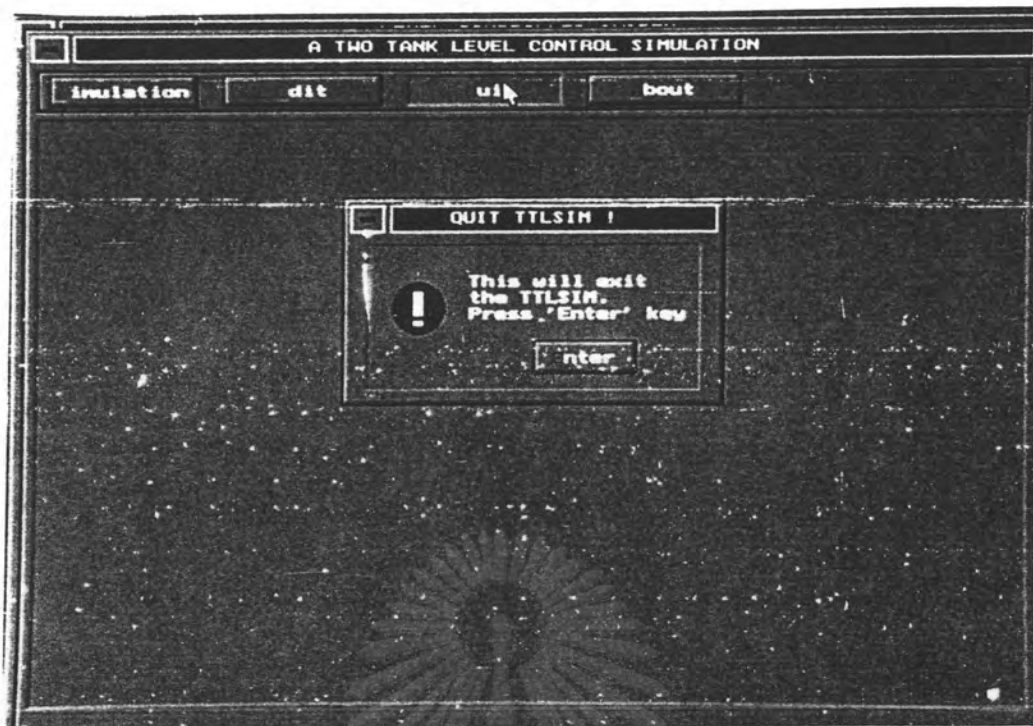 A TWO TANK LEVEL CONTROL SIMULATION
imulation dit ui bout
QUIT TTLSIM !
This will exit
the TTLSIM.
Press 'Enter' key
nter